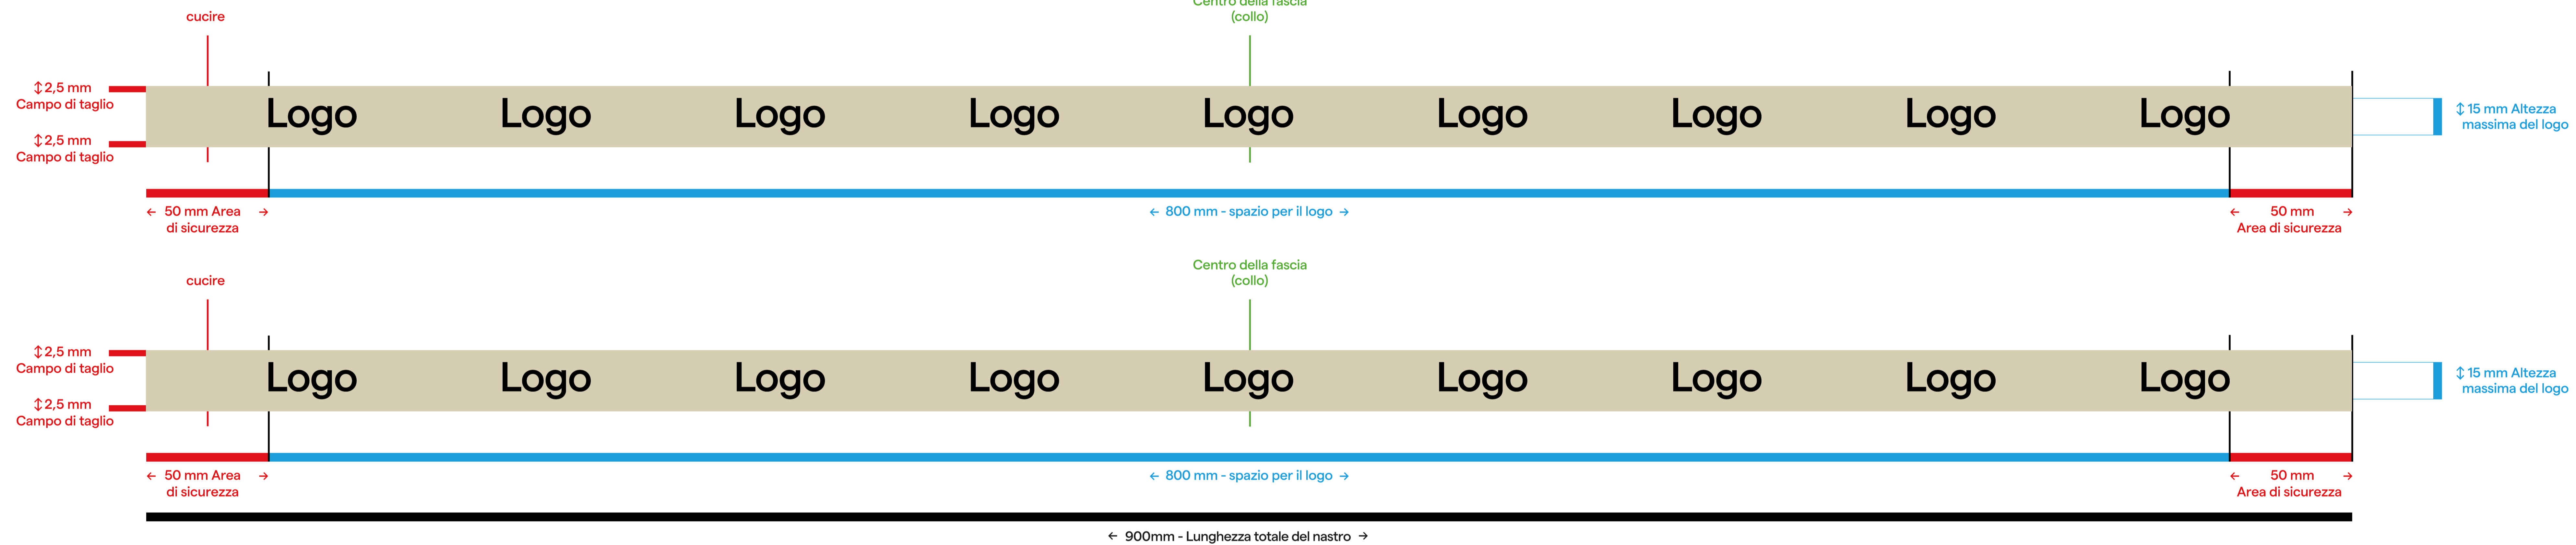 cucire
Centro della fascia
(collo)
↕2,5 mm
Campo di taglio
↕2,5 mm
Campo di taglio
Logo Logo Logo Logo Logo Logo Logo Logo Logo
↕ 15 mm Altezza
massima del logo
← 50 mm Area →
di sicurezza
← 800 mm - spazio per il logo →
← 50 mm →
Area di sicurezza
cucire
Centro della fascia
(collo)
↕2,5 mm
Campo di taglio
↕2,5 mm
Campo di taglio
Logo Logo Logo Logo Logo Logo Logo Logo Logo
↕ 15 mm Altezza
massima del logo
← 50 mm Area →
di sicurezza
← 800 mm - spazio per il logo →
← 50 mm →
Area di sicurezza
← 900mm - Lunghezza totale del nastro →